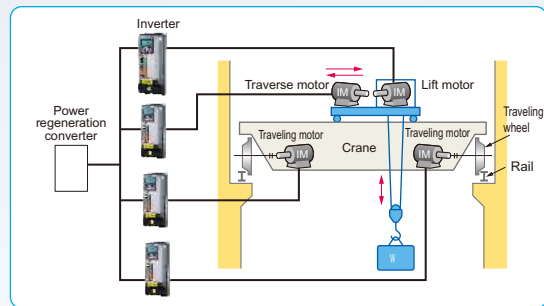 Inverter
Traverse motor
Lift motor
IM
IM
Power
regeneration
converter
Traveling
wheel
Traveling motor
Traveling motor
Crane
IM
IM
Rail
W